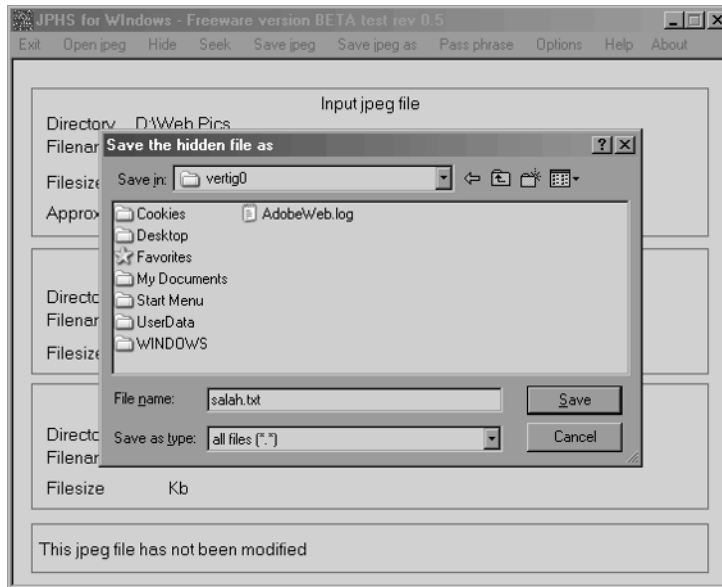 JPHS for WIndows - Freeware version BETA test rev 0.5
Exit Open jpeg Hide Seek Save jpeg Save jpeg as Pass phrase Options Help About
Input jpeg file
Directory D:\Web Pics
Filenar
Filesize
Approx
Save the hidden file as
Save in: vertig0
Cookies AdobeWeb.log
Desktop
Favorites
My Documents
Start Menu
UserData
WINDOWS
File name: salah.txt Save
Save as type: all files (*.*) Cancel
Directo
Filenar
Filesize
Directo
Filenar
Filesize Kb
This jpeg file has not been modified